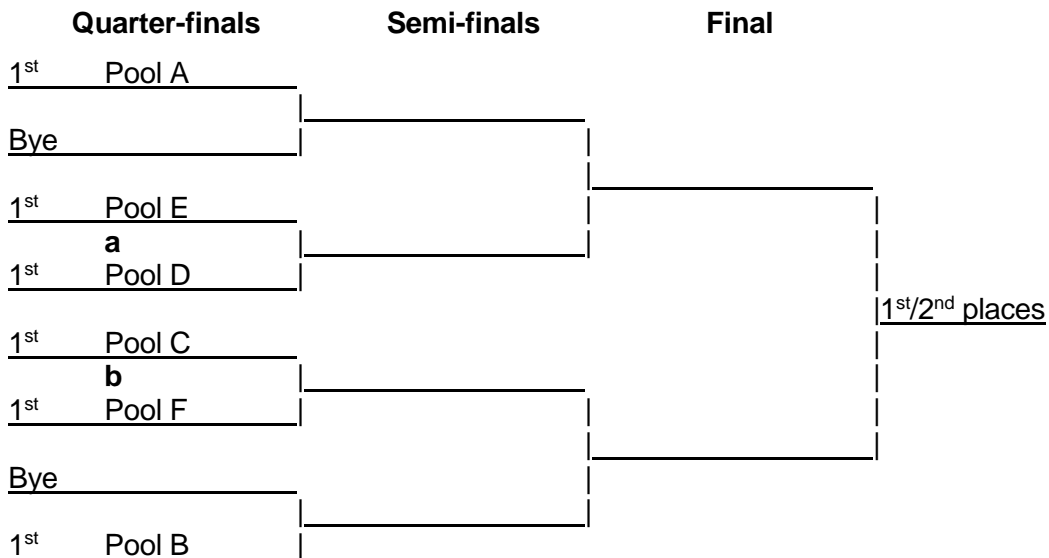 Quarter-finals Semi-finals Final
1st Pool A
Bye
1st Pool E
a
1st Pool D
1st/2nd places
1st Pool C
b
1st Pool F
Bye
1st Pool B